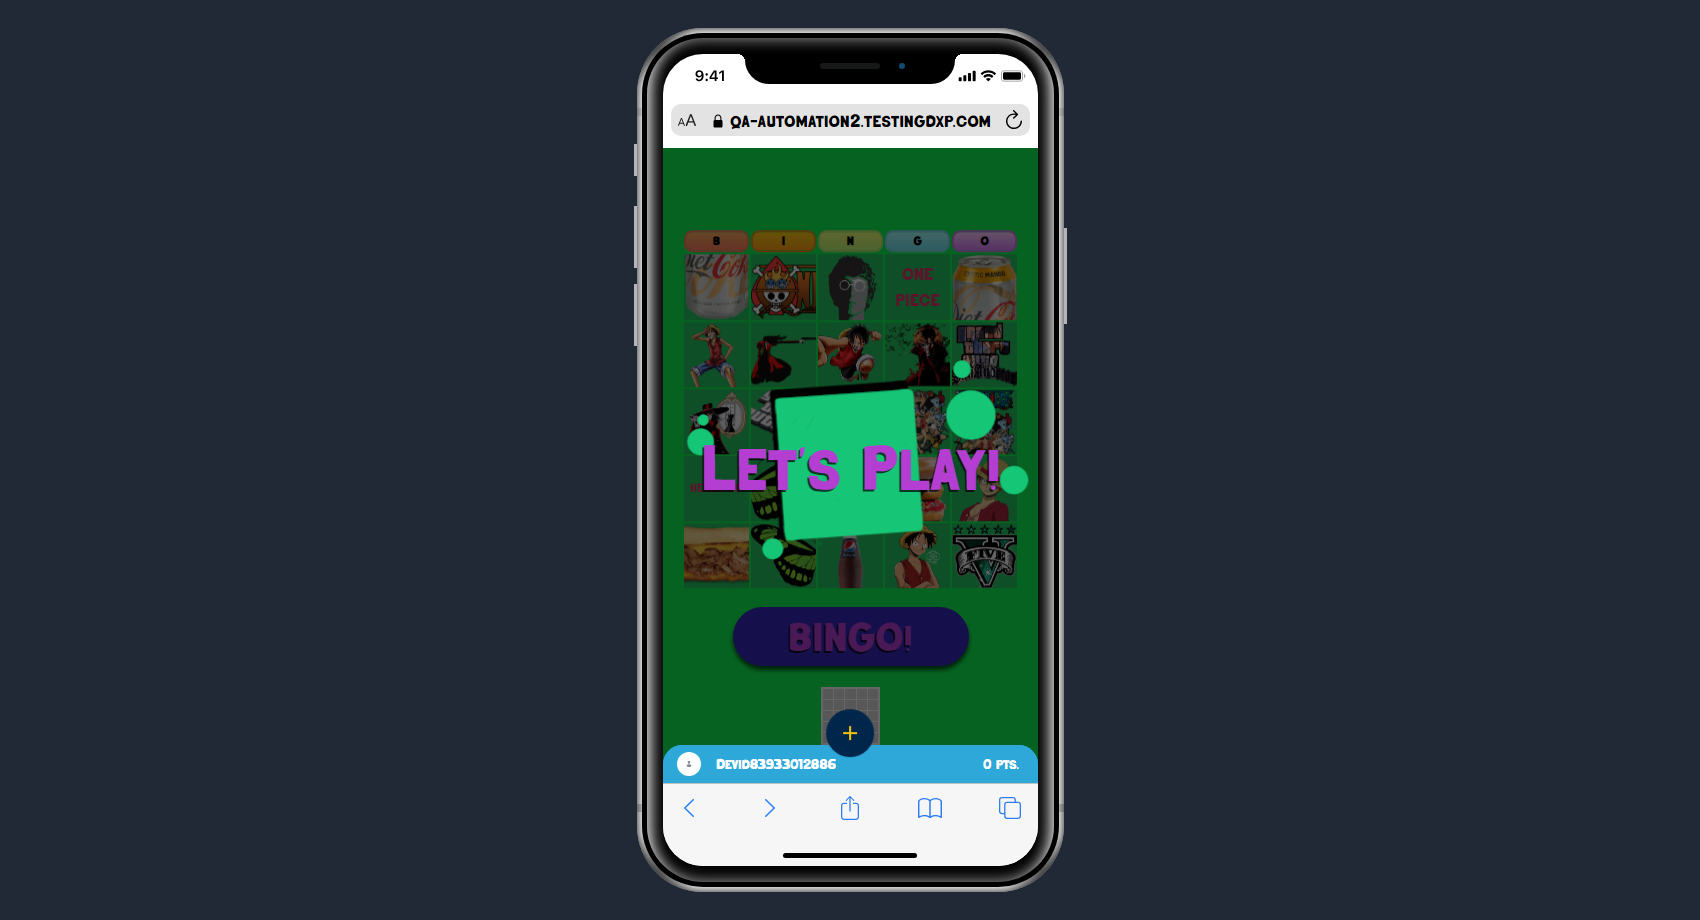 9:41
AA QA-AUTOMATION2.TESTINGDXP.COM
B I N G O
ONE
PIECE
LET'S PLAY!
FIVE
BINGO!
+
DEVID83933012886 0 PTS.